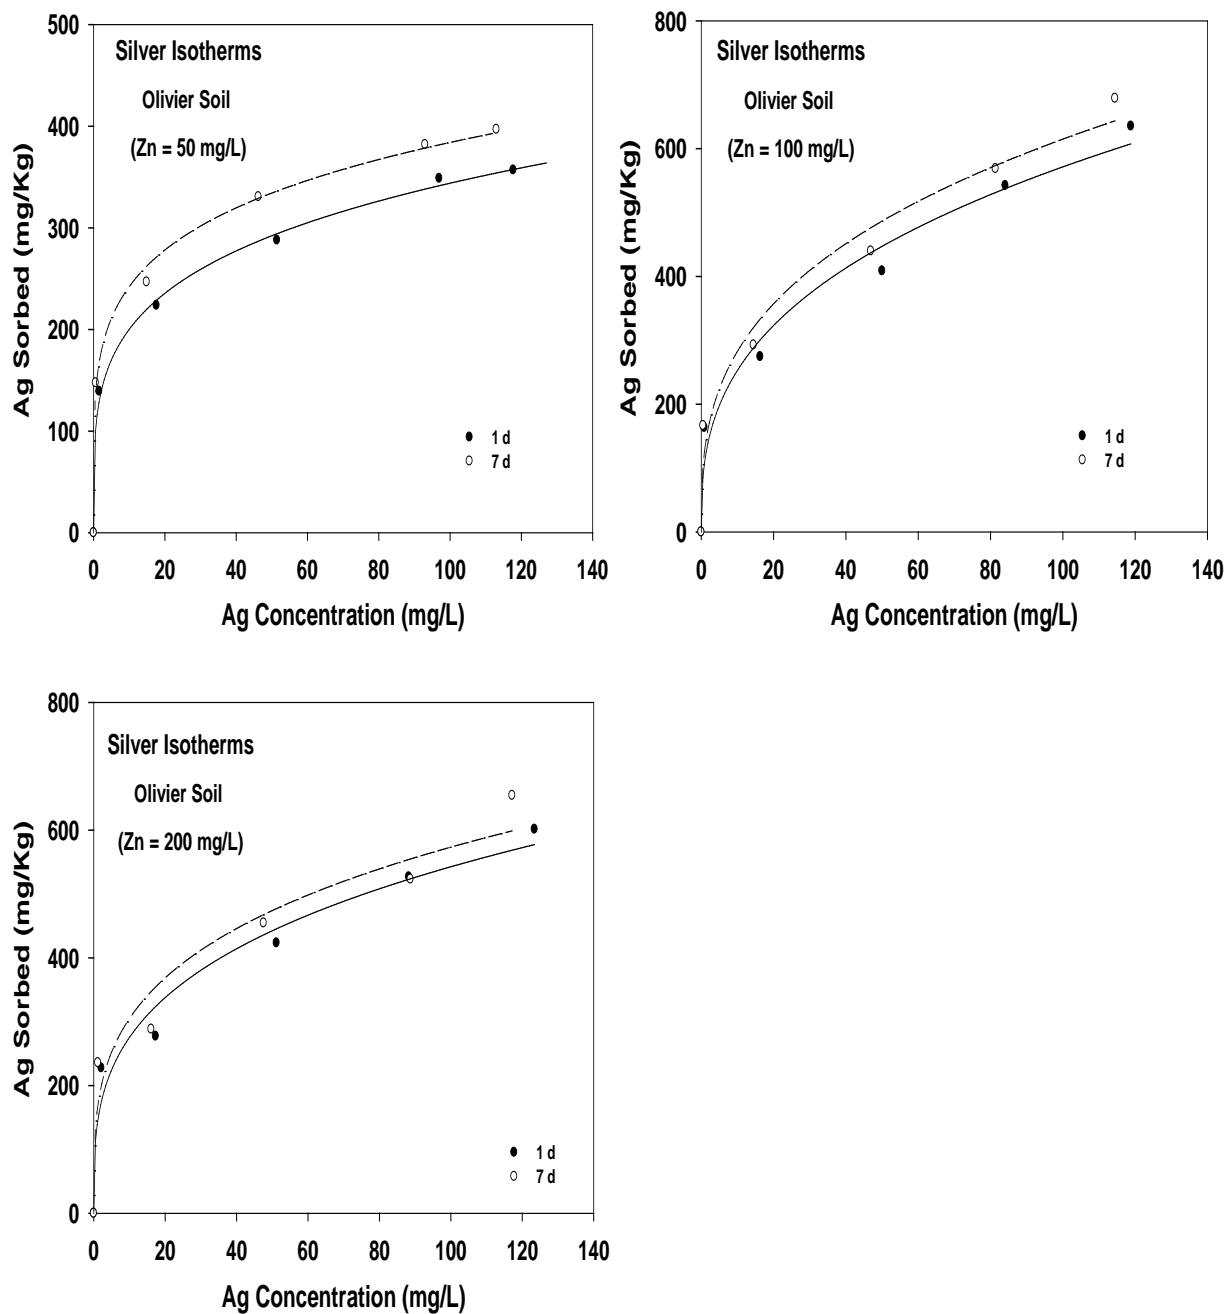 500
400
300
200
100
0
Ag Sorbed (mg/Kg)
Silver Isotherms
Olivier Soil
(Zn = 50 mg/L)
1 d
7 d
0 20 40 60 80 100 120 140
Ag Concentration (mg/L)
800
600
400
200
0
Ag Sorbed (mg/Kg)
Silver Isotherms
Olivier Soil
(Zn = 100 mg/L)
1 d
7 d
0 20 40 60 80 100 120 140
Ag Concentration (mg/L)
800
600
400
200
0
Ag Sorbed (mg/Kg)
Silver Isotherms
Olivier Soil
(Zn = 200 mg/L)
1 d
7 d
0 20 40 60 80 100 120 140
Ag Concentration (mg/L)